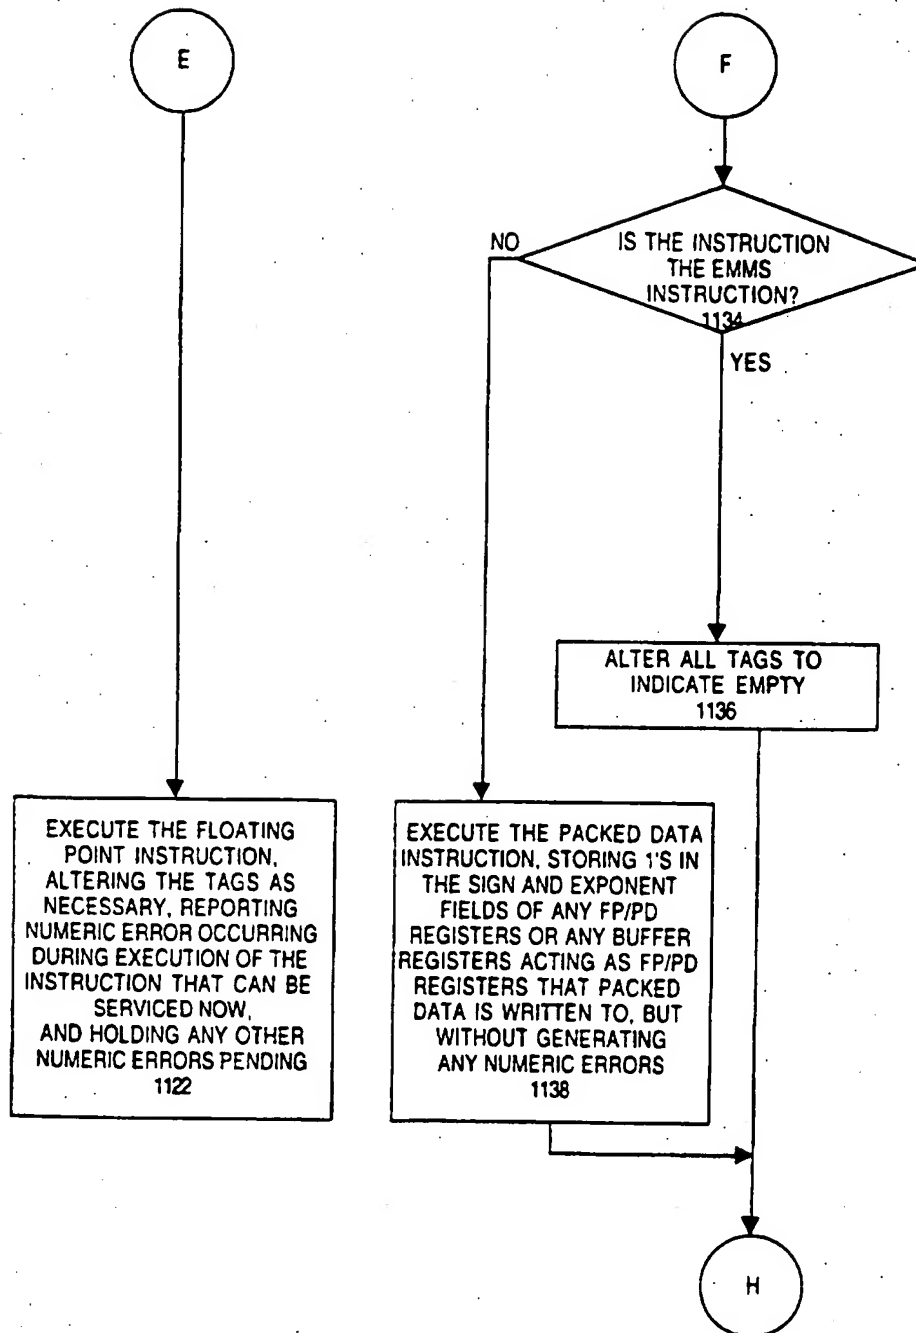 E
F
NO
IS THE INSTRUCTION
THE EMMS
INSTRUCTION?
1134
YES
ALTER ALL TAGS TO
INDICATE EMPTY
1136
EXECUTE THE FLOATING
POINT INSTRUCTION,
ALTERING THE TAGS AS
NECESSARY, REPORTING
NUMERIC ERROR OCCURRING
DURING EXECUTION OF THE
INSTRUCTION THAT CAN BE
SERVICED NOW,
AND HOLDING ANY OTHER
NUMERIC ERRORS PENDING
1122
EXECUTE THE PACKED DATA
INSTRUCTION, STORING 1'S IN
THE SIGN AND EXPONENT
FIELDS OF ANY FP/PD
REGISTERS OR ANY BUFFER
REGISTERS ACTING AS FP/PD
REGISTERS THAT PACKED
DATA IS WRITTEN TO, BUT
WITHOUT GENERATING
ANY NUMERIC ERRORS
1138
H